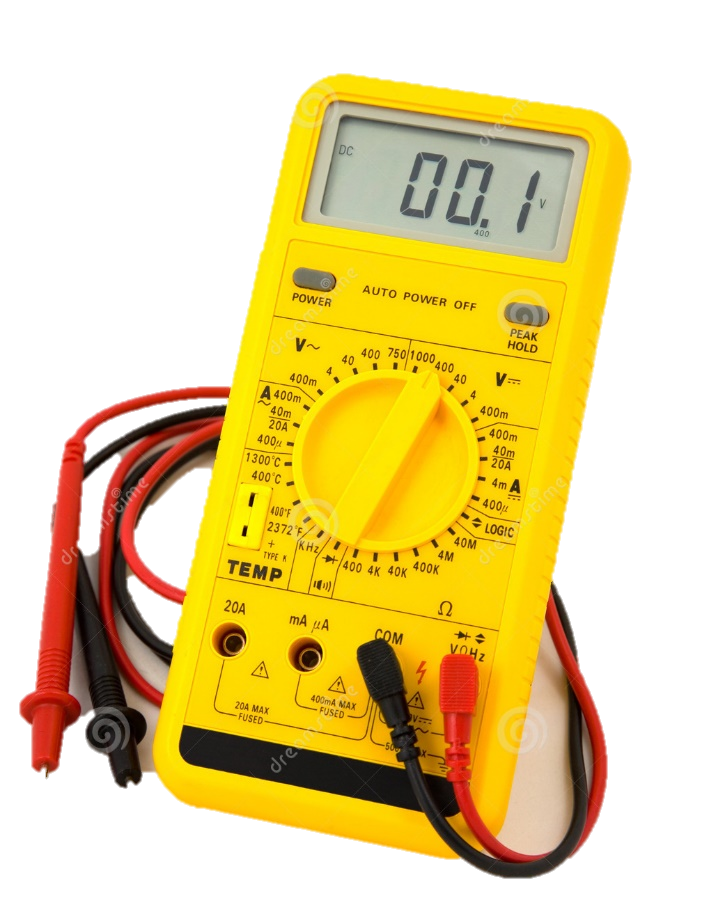 DC
00.1 V
400
POWER
AUTO POWER OFF
PEAK
HOLD
V~
400m
4
40
400
750
1000
400
40
4
400m
V⎓
A~
400m
40m
20A
400µ
1300°C
400°C
400°F
2372°F
+
TYPE K
TEMP
KHz
400m
40m
20A
4m
A⎓
400µ
LOGIC
40M
4M
400K
40K
4K
400
Ω
20A
mA µA
COM
VΩHz
20A MAX
FUSED
400mA MAX
FUSED
dreamstime